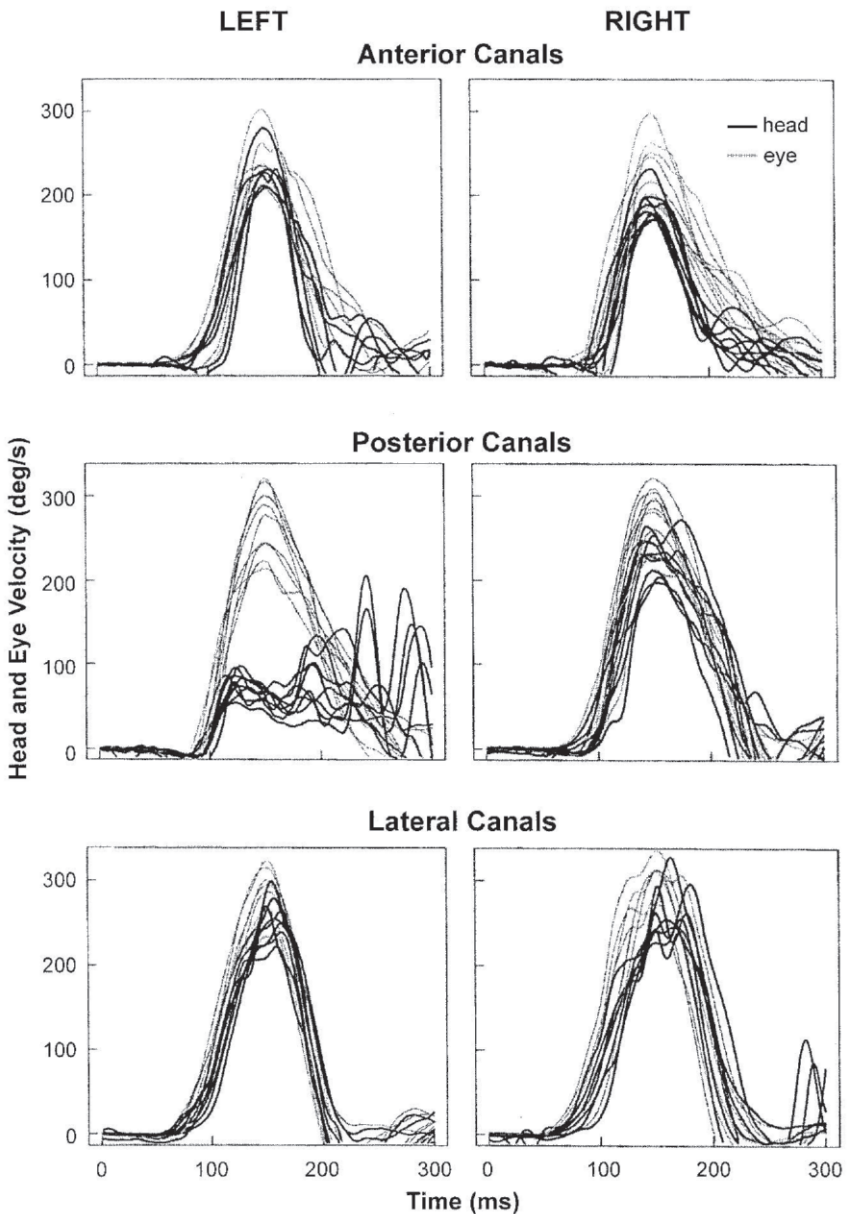 LEFT RIGHT
Anterior Canals
300
200
100
0
head
eye
Posterior Canals
300
200
100
0
200
Head and Eye Velocity (deg/s)
Lateral Canals
300
200
100
0
0 100 200 300 0 100 200 300
Time (ms)